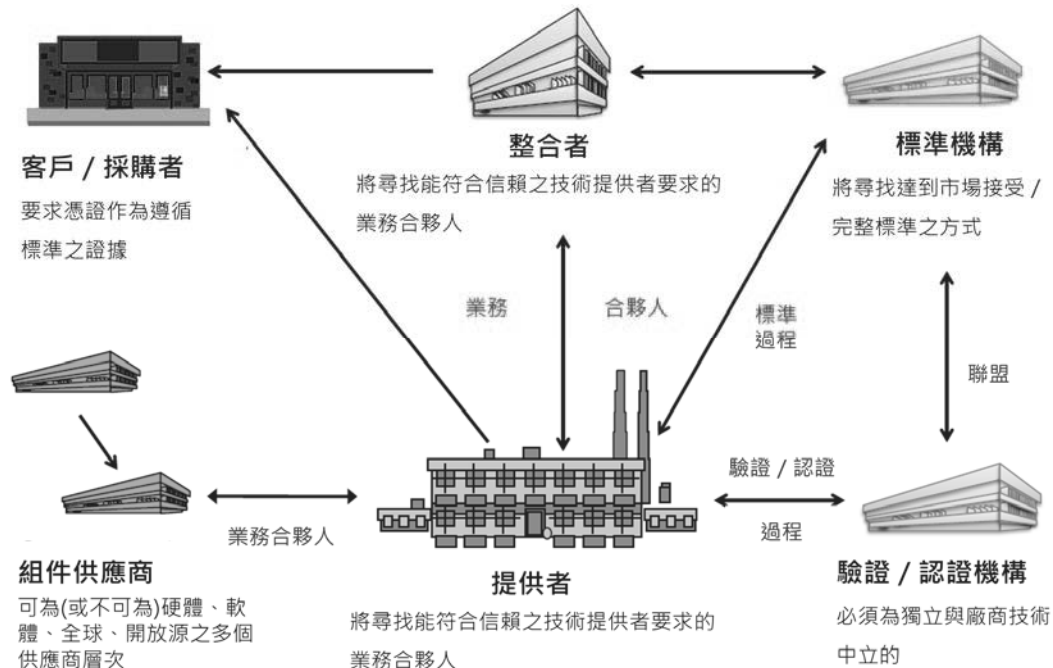 客戶 / 採購者
要求憑證作為遵循
標準之證據
整合者
將尋找能符合信賴之技術提供者要求的
業務合夥人
標準機構
將尋找達到市場接受 /
完整標準之方式
業務
合夥人
標準
過程
聯盟
業務合夥人
驗證 / 認證
過程
組件供應商
可為(或不可為)硬體、軟
體、全球、開放源之多個
供應商層次
提供者
將尋找能符合信賴之技術提供者要求的
業務合夥人
驗證 / 認證機構
必須為獨立與廠商技術
中立的